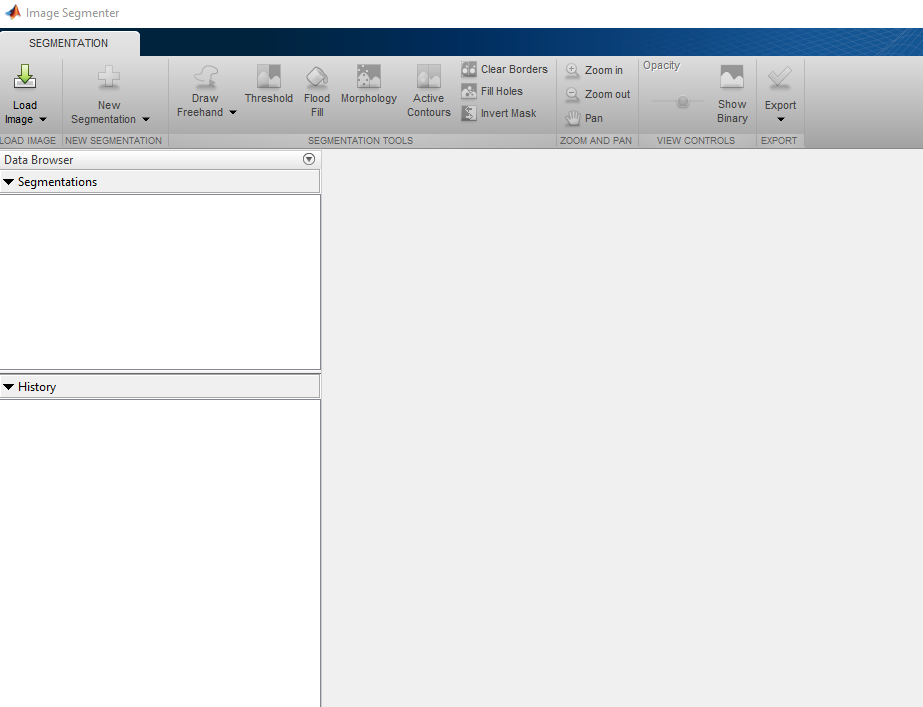 Image Segmenter
SEGMENTATION
Load
Image
New
Segmentation
Draw
Freehand
Threshold
Flood
Fill
Morphology
Active
Contours
Clear Borders
Fill Holes
Invert Mask
Zoom in
Zoom out
Pan
Opacity
Show
Binary
Export
LOAD IMAGE
NEW SEGMENTATION
SEGMENTATION TOOLS
ZOOM AND PAN
VIEW CONTROLS
EXPORT
Data Browser
Segmentations
History